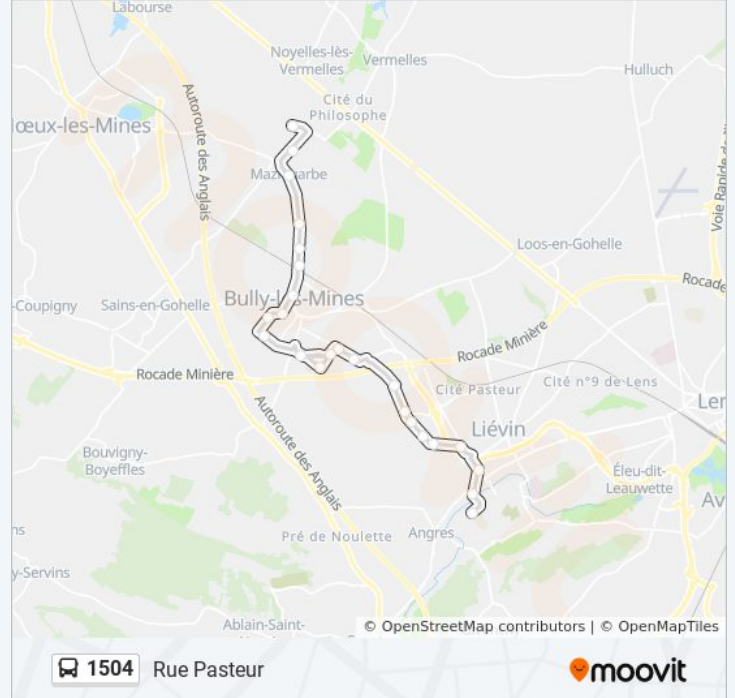 Labourse
Noyelles-lès-
Vermelles
Vermelles
Hulluch
Cité du
Philosophe
œux-les-Mines
Autoroute des Anglais
Voie Rapide de
Loos-en-Gohelle
Rocade
-Coupigny
Sains-en-Gohelle
Bully-les-Mines
Rocade Minière
Rocade Minière
Cité Pasteur
Cité n°9 de Lens
Len
Autoroute des Anglais
Liévin
Bouvigny-
Boyeffles
Éleu-dit-
Leauwette
Av
ns
Pré de Noulette
Angres
y-Servins
Ablain-Saint-
© OpenStreetMap contributors | © OpenMapTiles
1504 Rue Pasteur
moovit